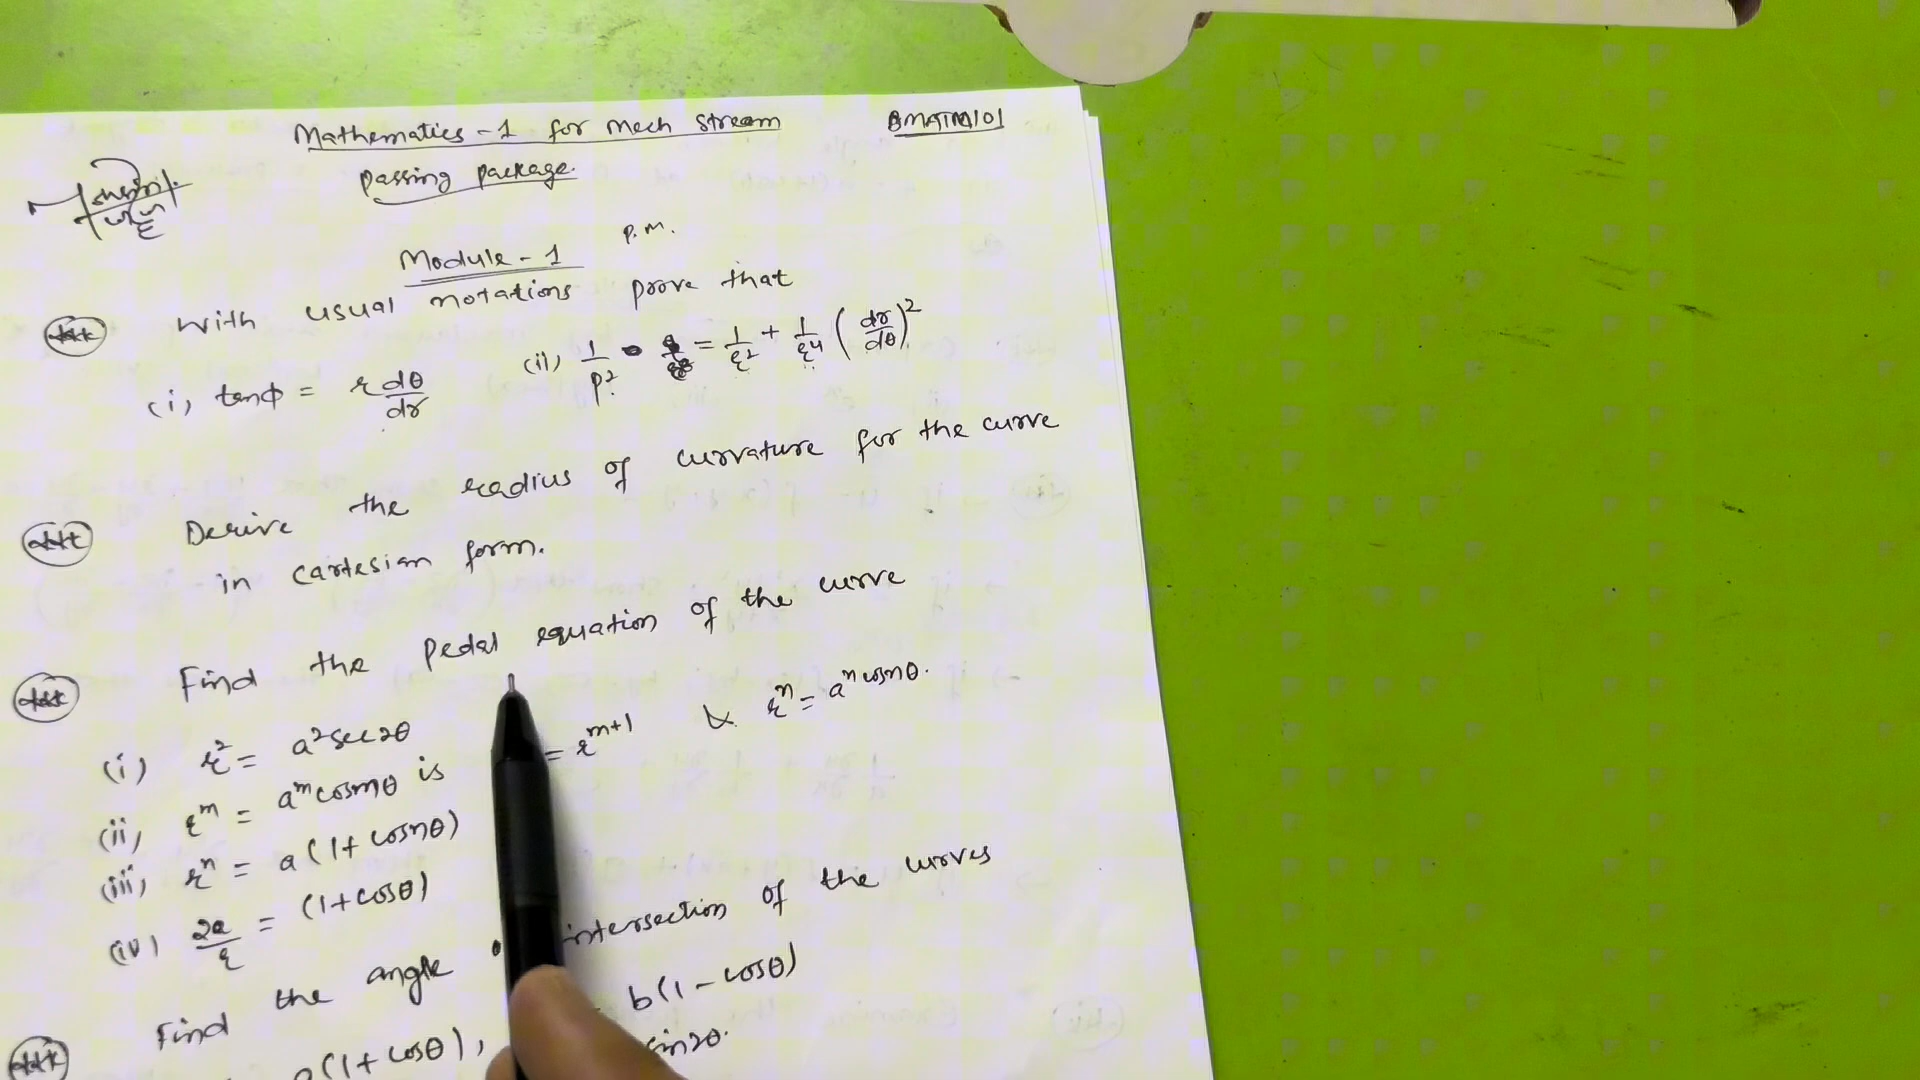 Mathematics - 1 for Mech Stream BMATM101
passing package.
Module - 1 P.M.
With usual notations prove that
(i) tanφ = r dθ/dr (ii) 1/p² = 1/r² + 1/r⁴ (dr/dθ)²
Derive the radius of curvature for the curve
in cartesian form.
Find the Pedal equation of the curve
(i) r² = a² sec2θ
(ii) r^m = a^m cosmθ is = r^(m+1) & r^n = a^n cosnθ.
(iii) r^n = a(1+cosnθ)
(iv) 2a/r = (1+cosθ)
Find the angle intersection of the curves
a(1+cosθ), b(1-cosθ)
sin2θ.